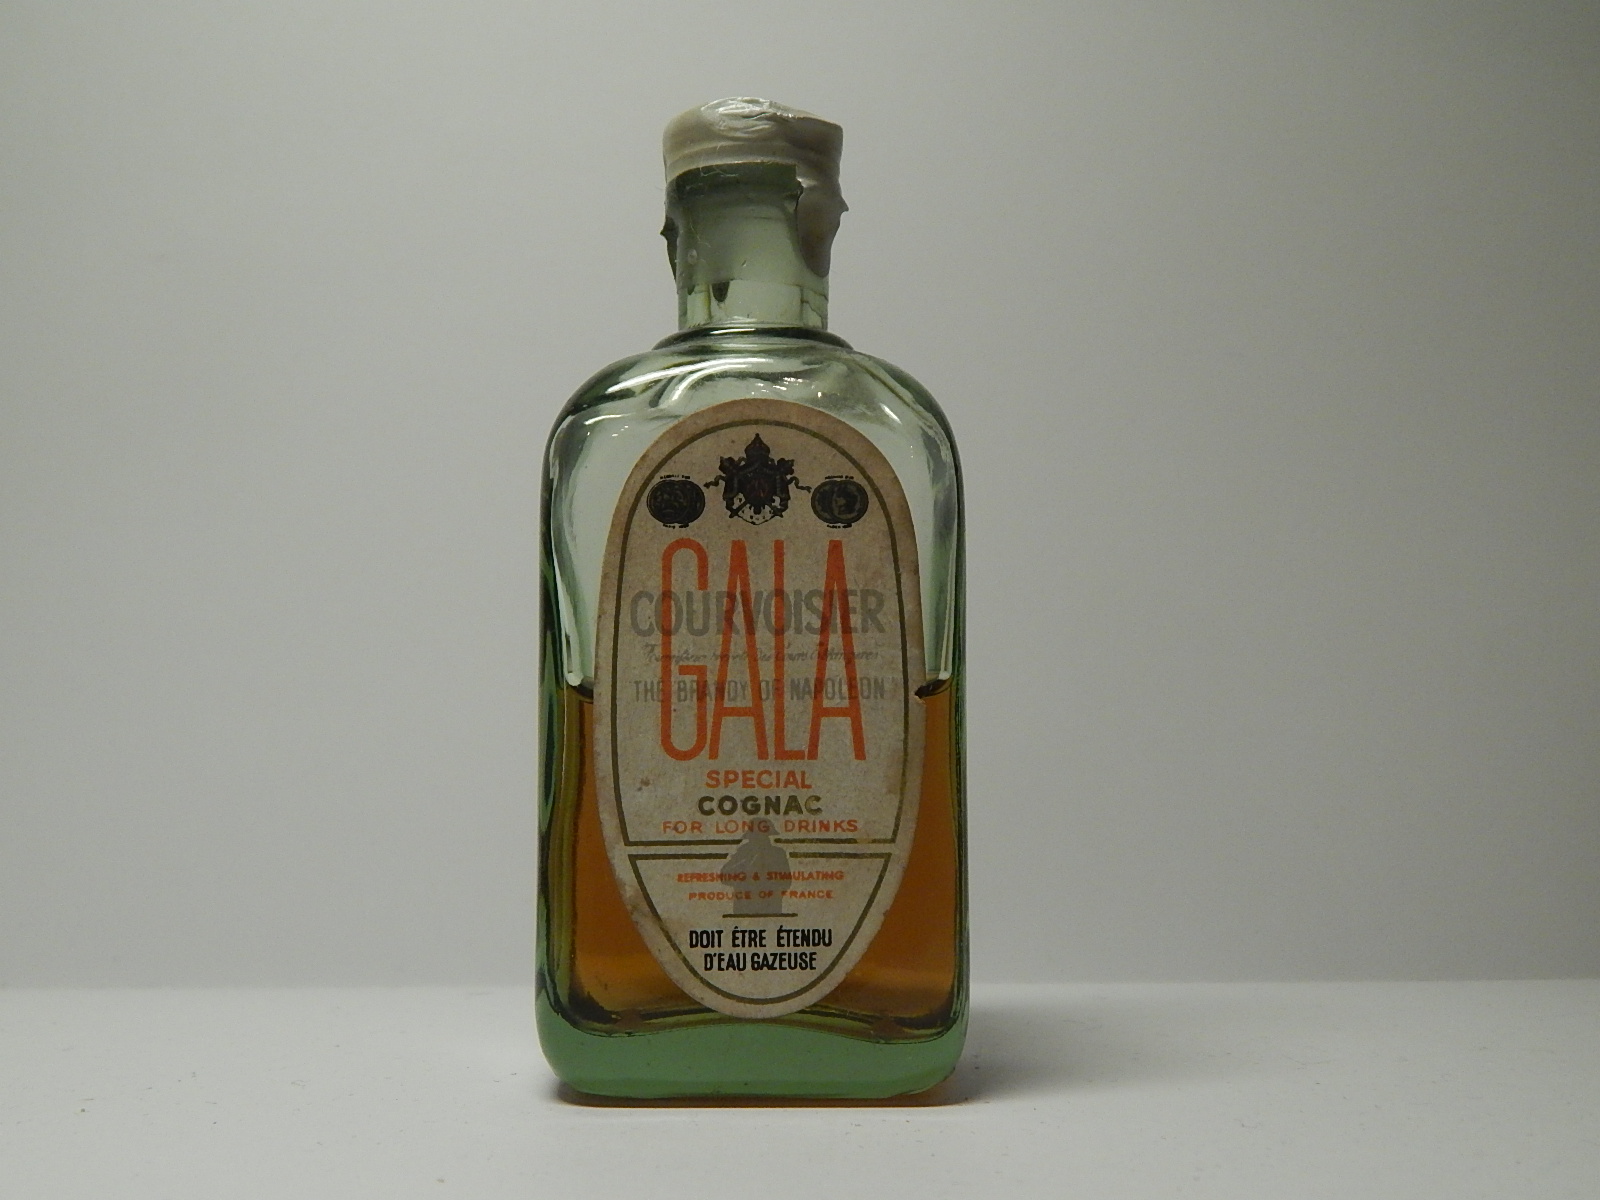 GALA
COURVOISIER
THE BRANDY OF NAPOLEON
GALA
SPECIAL
COGNAC
FOR LONG DRINKS
REFRESHING & STIMULATING
PRODUCE OF FRANCE
DOIT ÊTRE ÉTENDU
D'EAU GAZEUSE